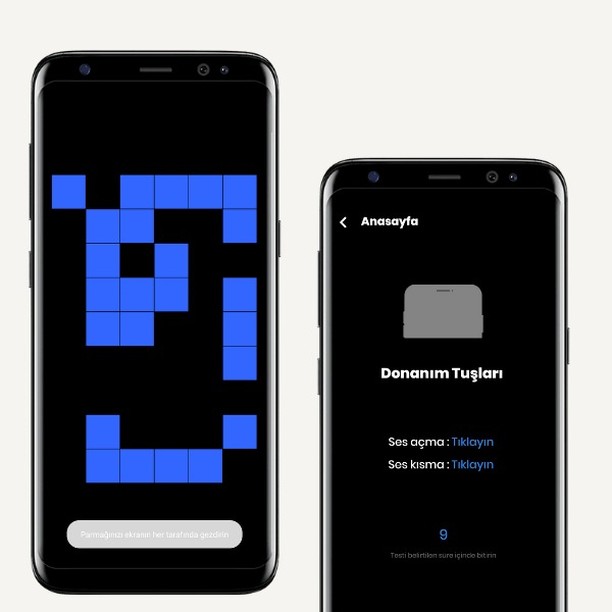 Parmağınızı ekranın her tarafında gezdirin
Anasayfa
Donanım Tuşları
Ses açma : Tıklayın
Ses kısma : Tıklayın
9
Testi belirtilen süre içinde bitirin